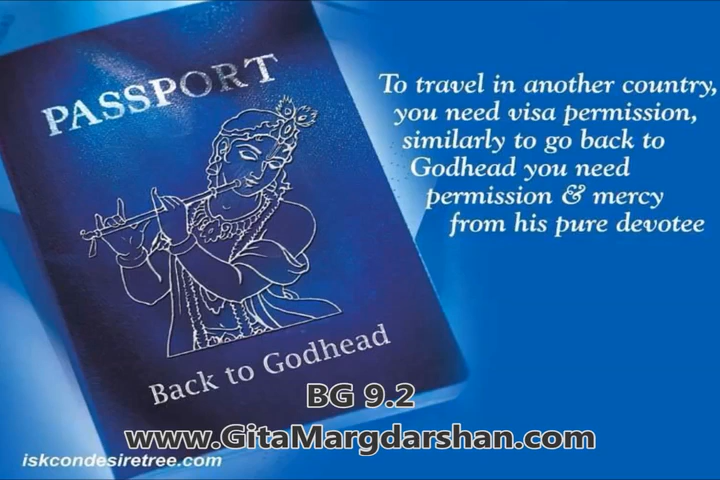 PASSPORT
To travel in another country,
you need visa permission,
similarly to go back to
Godhead you need
permission & mercy
from his pure devotee
Back to Godhead
BG 9.2
www.GitaMargdarshan.com
iskcondesiretree.com